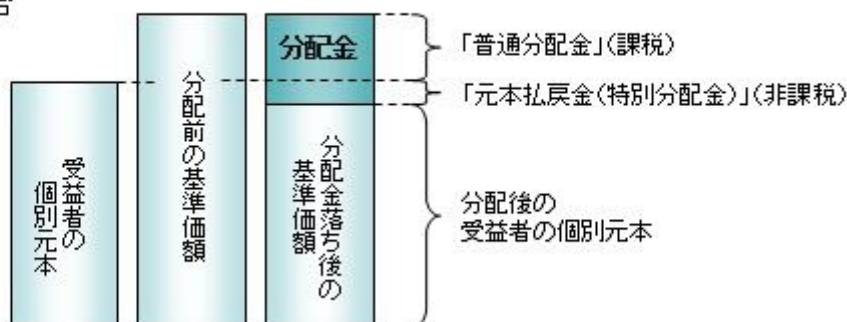 分配金
「普通分配金」(課税)
「元本払戻金(特別分配金)」(非課税)
受益者の
個別元本
分配前の基準価額
分配金落ち後の
基準価額
分配後の
受益者の個別元本